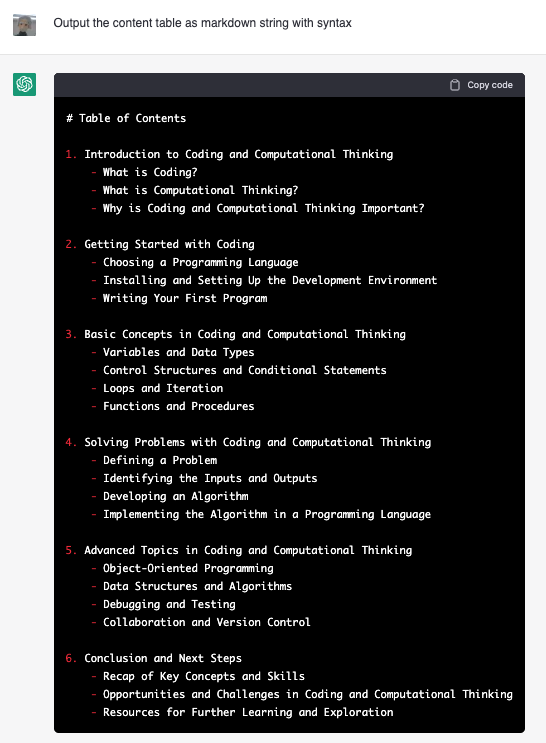 Output the content table as markdown string with syntax
Copy code
# Table of Contents
1. Introduction to Coding and Computational Thinking
- What is Coding?
- What is Computational Thinking?
- Why is Coding and Computational Thinking Important?
2. Getting Started with Coding
- Choosing a Programming Language
- Installing and Setting Up the Development Environment
- Writing Your First Program
3. Basic Concepts in Coding and Computational Thinking
- Variables and Data Types
- Control Structures and Conditional Statements
- Loops and Iteration
- Functions and Procedures
4. Solving Problems with Coding and Computational Thinking
- Defining a Problem
- Identifying the Inputs and Outputs
- Developing an Algorithm
- Implementing the Algorithm in a Programming Language
5. Advanced Topics in Coding and Computational Thinking
- Object-Oriented Programming
- Data Structures and Algorithms
- Debugging and Testing
- Collaboration and Version Control
6. Conclusion and Next Steps
- Recap of Key Concepts and Skills
- Opportunities and Challenges in Coding and Computational Thinking
- Resources for Further Learning and Exploration